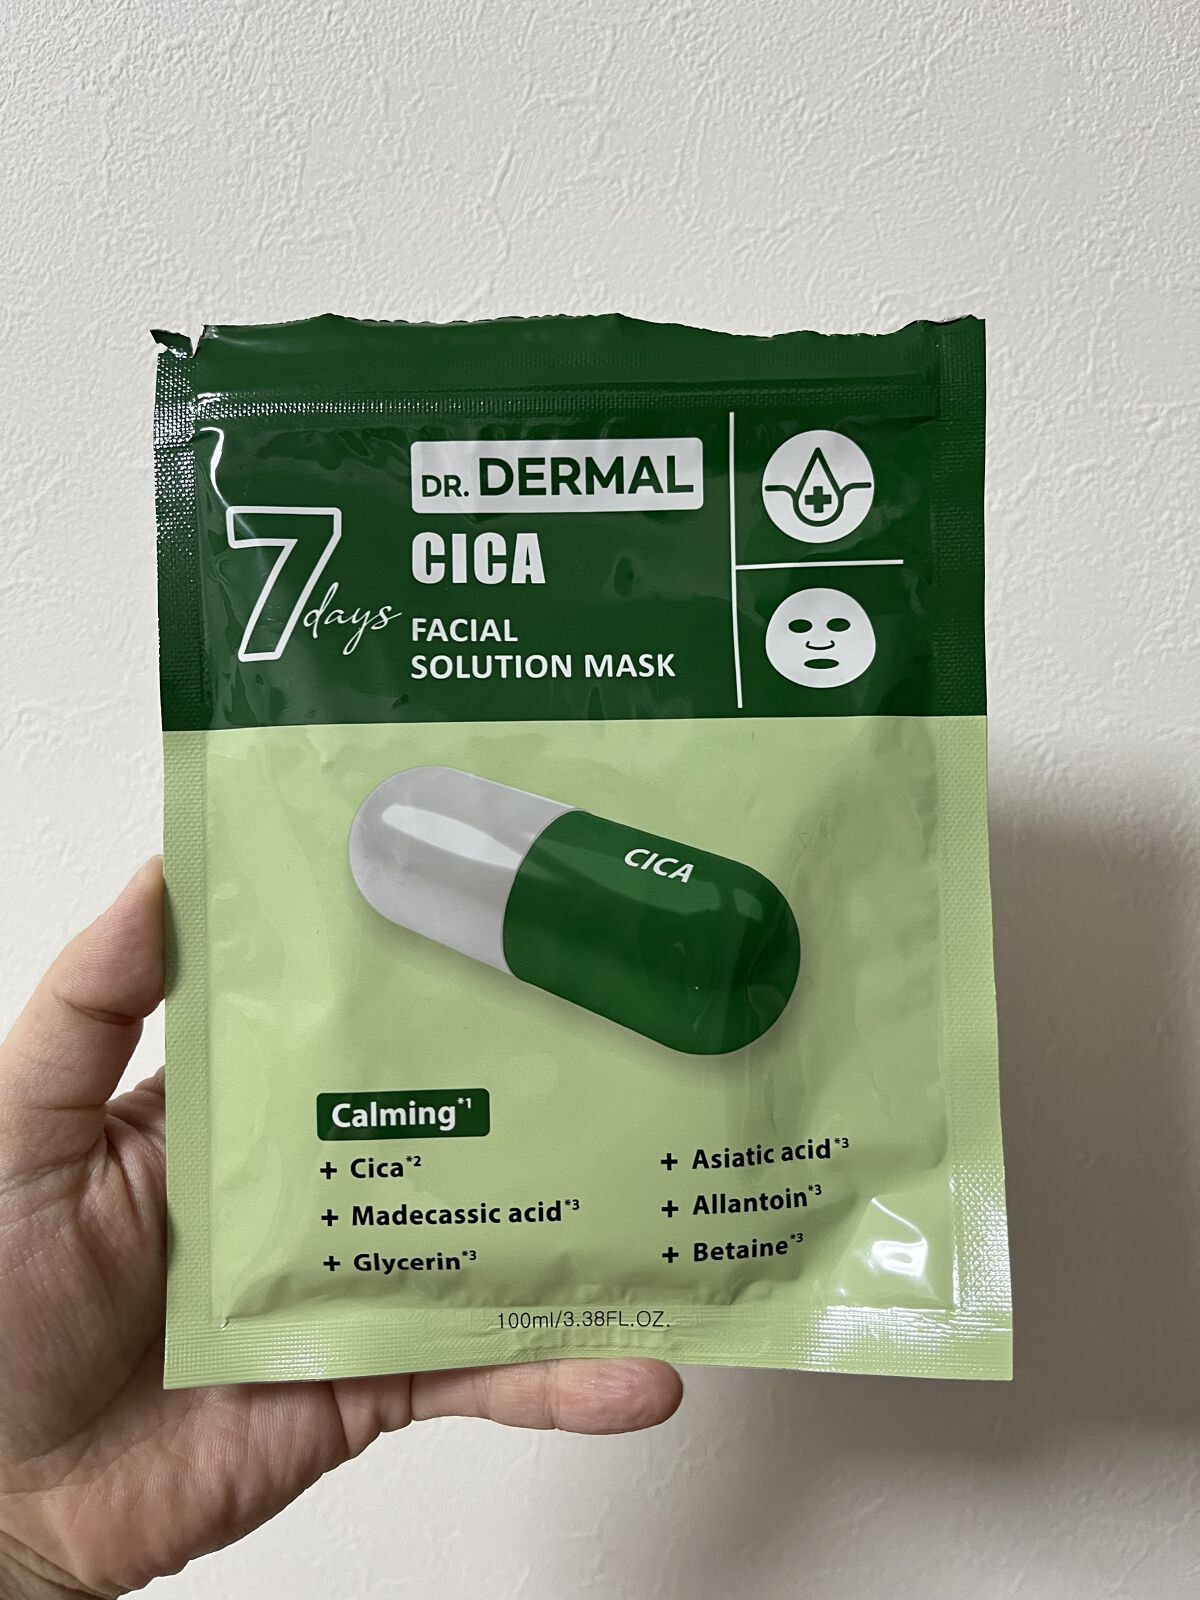 DR. DERMAL
7 days
CICA
FACIAL
SOLUTION MASK
CICA
Calming*1
+ Cica*2
+ Madecassic acid*3
+ Glycerin*3
+ Asiatic acid*3
+ Allantoin*3
+ Betaine*3
100ml/3.38FL.OZ.